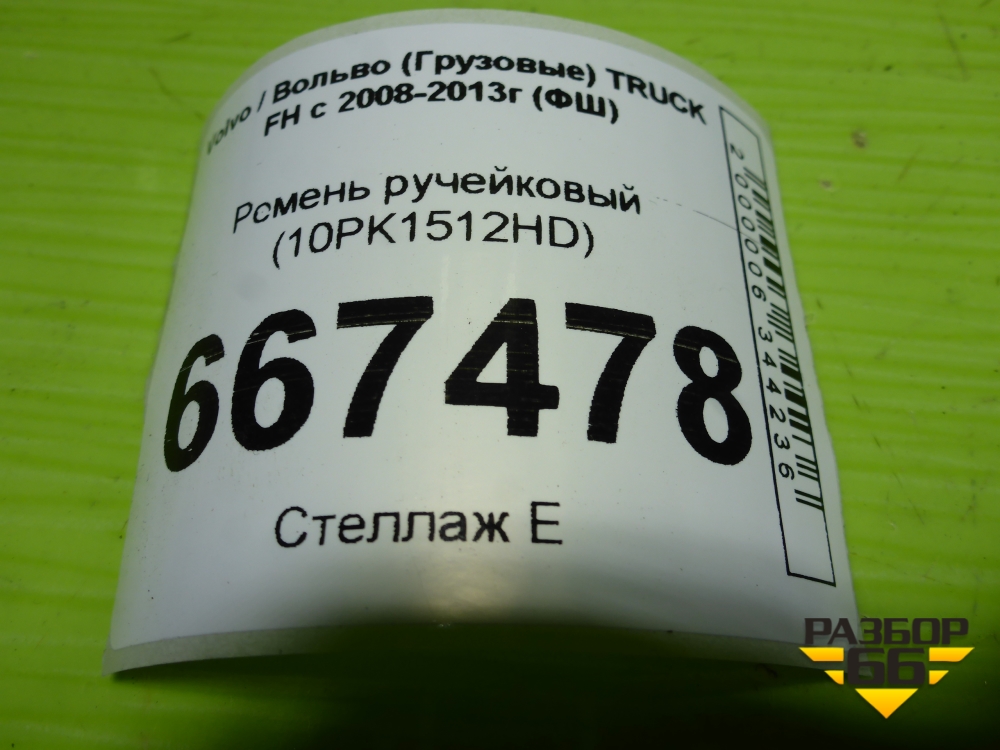 Volvo / Вольво (Грузовые) TRUCK
FH с 2008-2013г (ФШ)
Ремень ручейковый
(10PK1512HD)
667478
Стеллаж Е
2000006344236
РАЗБОР
66